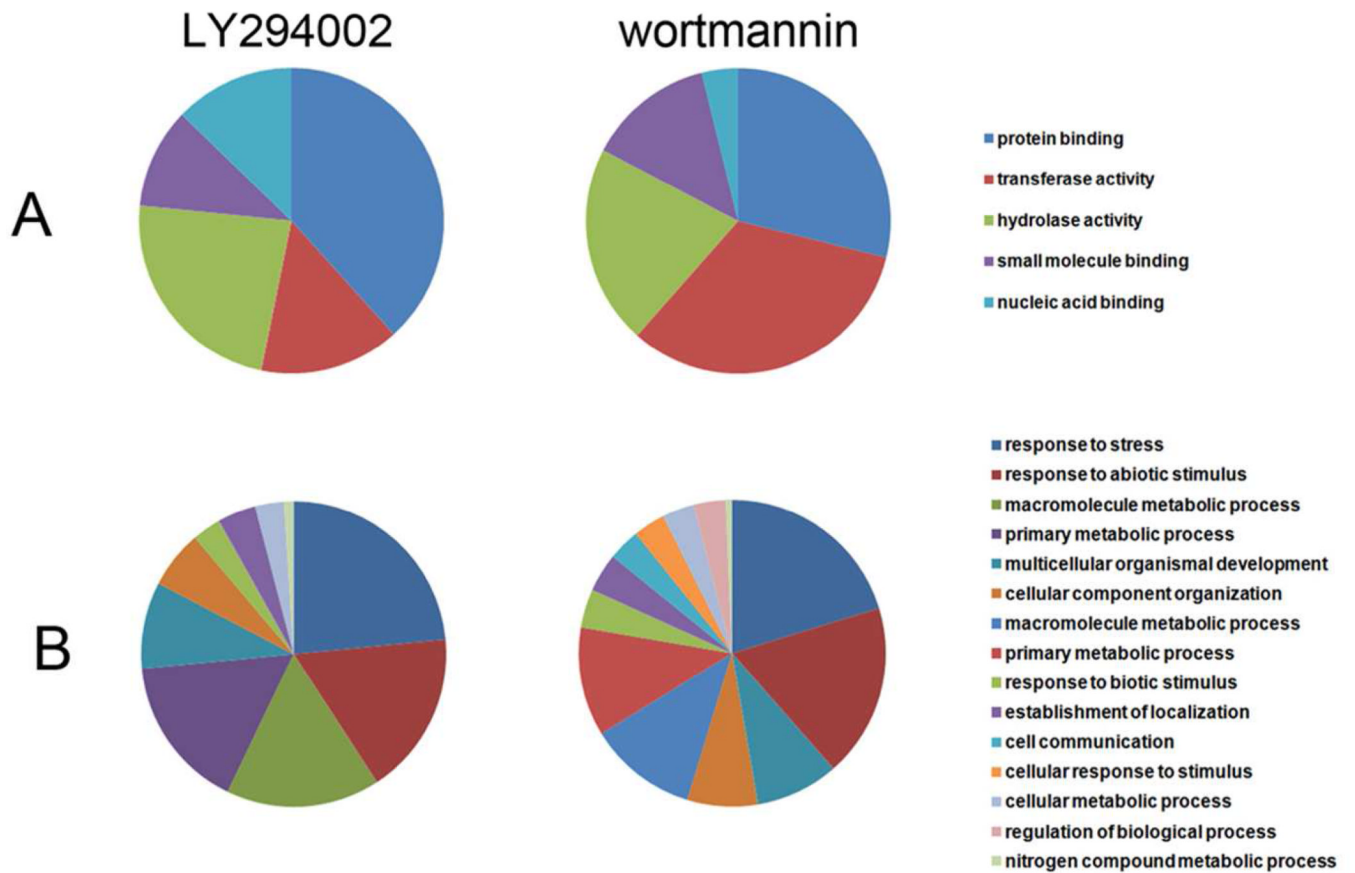 LY294002
wortmannin
A
protein binding
transferase activity
hydrolase activity
small molecule binding
nucleic acid binding
B
response to stress
response to abiotic stimulus
macromolecule metabolic process
primary metabolic process
multicellular organismal development
cellular component organization
macromolecule metabolic process
primary metabolic process
response to biotic stimulus
establishment of localization
cell communication
cellular response to stimulus
cellular metabolic process
regulation of biological process
nitrogen compound metabolic process